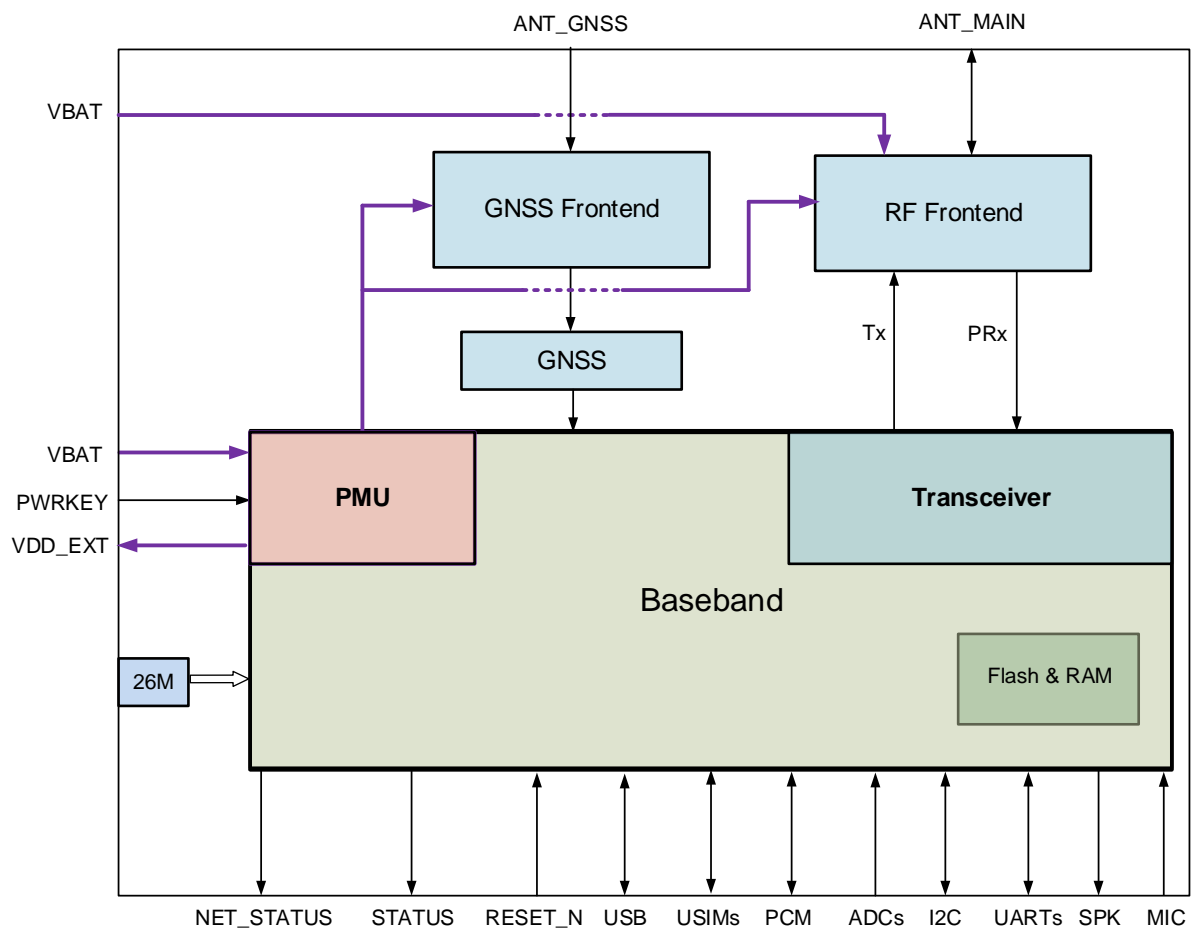 ANT_GNSS
ANT_MAIN
VBAT
GNSS Frontend
RF Frontend
Tx
PRx
GNSS
VBAT
PWRKEY
VDD_EXT
PMU
Transceiver
Baseband
26M
Flash & RAM
NET_STATUS
STATUS
RESET_N
USB
USIMs
PCM
ADCs
I2C
UARTs
SPK
MIC